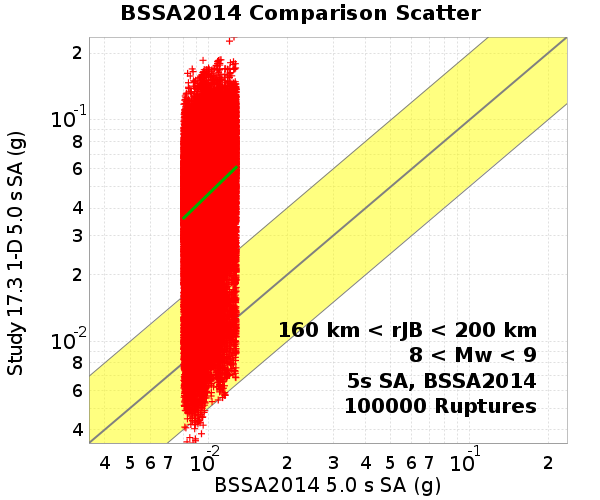 BSSA2014 Comparison Scatter
Study 17.3 1-D 5.0 s SA (g)
2
10-1
8
6
4
3
2
10-2
8
6
4
160 km < rJB < 200 km
8 < Mw < 9
5s SA, BSSA2014
100000 Ruptures
4 5 6 7 10-2 2 3 4 5 6 7 10-1 2
BSSA2014 5.0 s SA (g)